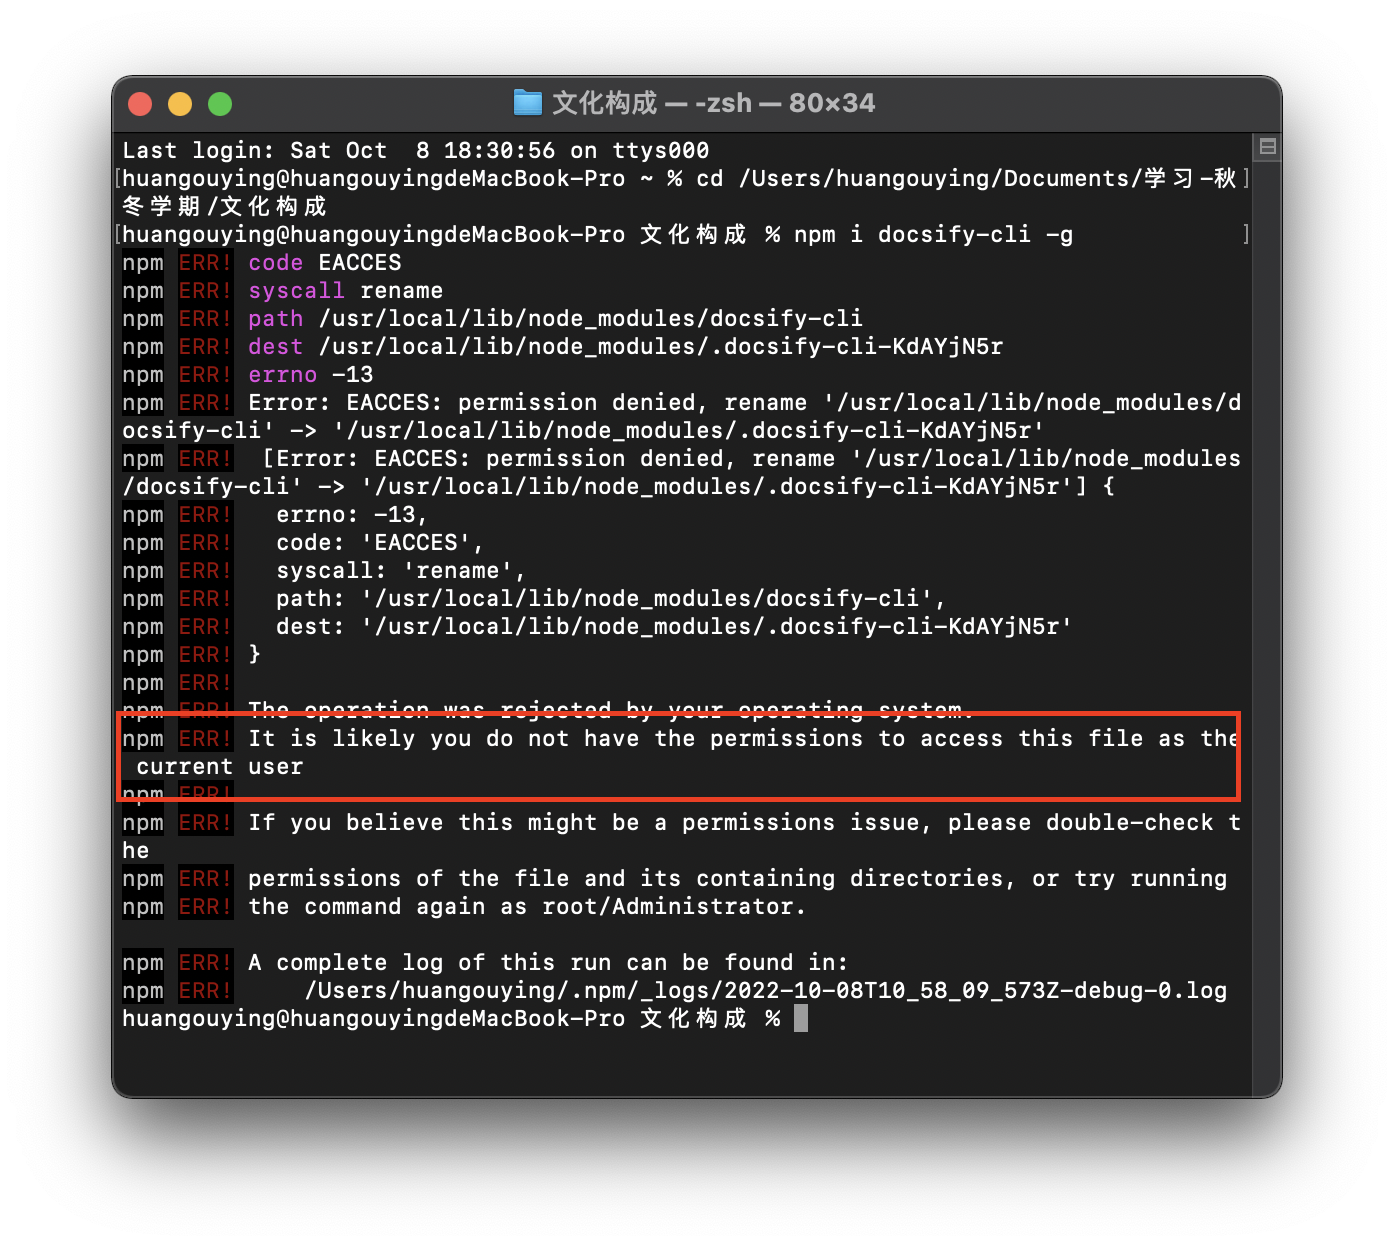 文化构成 — -zsh — 80×34
Last login: Sat Oct  8 18:30:56 on ttys000
[huangouying@huangouyingdeMacBook-Pro ~ % cd /Users/huangouying/Documents/学习-秋]
冬学期/文化构成
[huangouying@huangouyingdeMacBook-Pro 文化构成 % npm i docsify-cli -g ]
npm ERR! code EACCES
npm ERR! syscall rename
npm ERR! path /usr/local/lib/node_modules/docsify-cli
npm ERR! dest /usr/local/lib/node_modules/.docsify-cli-KdAYjN5r
npm ERR! errno -13
npm ERR! Error: EACCES: permission denied, rename '/usr/local/lib/node_modules/d
ocsify-cli' -> '/usr/local/lib/node_modules/.docsify-cli-KdAYjN5r'
npm ERR!  [Error: EACCES: permission denied, rename '/usr/local/lib/node_modules
/docsify-cli' -> '/usr/local/lib/node_modules/.docsify-cli-KdAYjN5r'] {
npm ERR!   errno: -13,
npm ERR!   code: 'EACCES',
npm ERR!   syscall: 'rename',
npm ERR!   path: '/usr/local/lib/node_modules/docsify-cli',
npm ERR!   dest: '/usr/local/lib/node_modules/.docsify-cli-KdAYjN5r'
npm ERR! }
npm ERR!
npm ERR! The operation was rejected by your operating system.
npm ERR! It is likely you do not have the permissions to access this file as the
 current user
npm ERR!
npm ERR! If you believe this might be a permissions issue, please double-check t
he
npm ERR! permissions of the file and its containing directories, or try running
npm ERR! the command again as root/Administrator.
npm ERR! A complete log of this run can be found in:
npm ERR!     /Users/huangouying/.npm/_logs/2022-10-08T10_58_09_573Z-debug-0.log
huangouying@huangouyingdeMacBook-Pro 文化构成 %